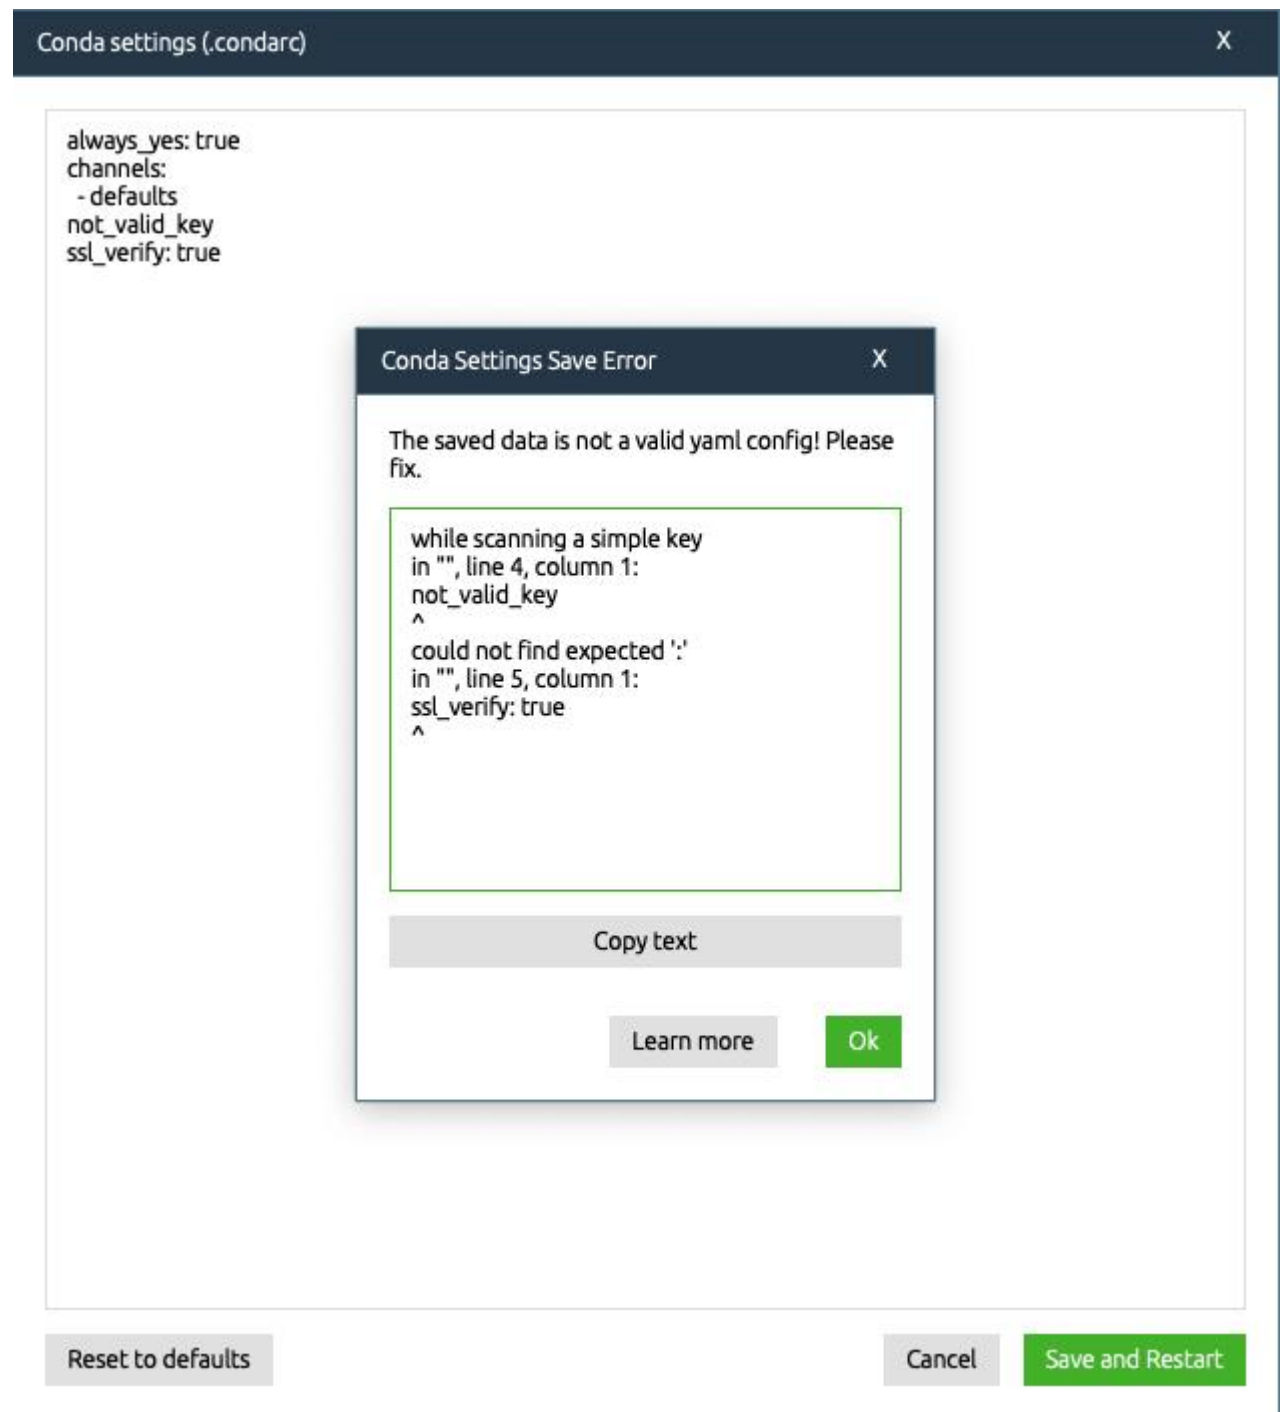 Conda settings (.condarc)
X
always_yes: true
channels:
  - defaults
not_valid_key
ssl_verify: true
Conda Settings Save Error
X
The saved data is not a valid yaml config! Please
fix.
while scanning a simple key
in "", line 4, column 1:
not_valid_key
^
could not find expected ':'
in "", line 5, column 1:
ssl_verify: true
^
Copy text
Learn more
Ok
Reset to defaults
Cancel
Save and Restart